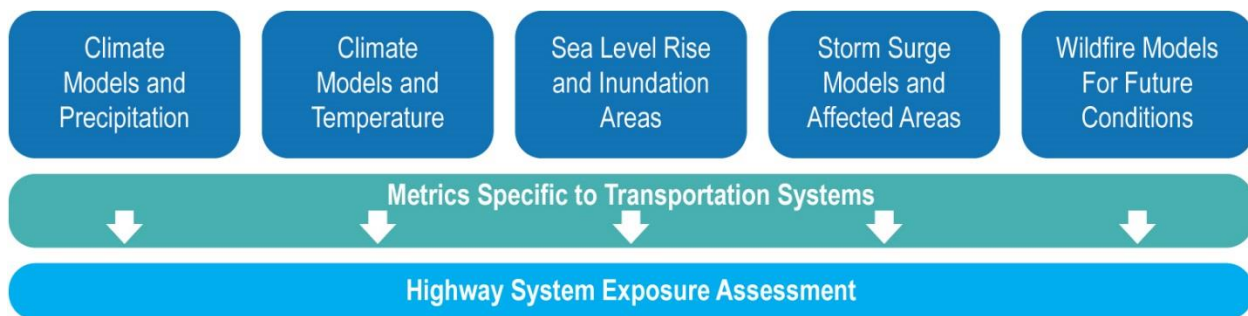 Climate
Models and
Precipitation
Climate
Models and
Temperature
Sea Level Rise
and Inundation
Areas
Storm Surge
Models and
Affected Areas
Wildfire Models
For Future
Conditions
Metrics Specific to Transportation Systems
Highway System Exposure Assessment